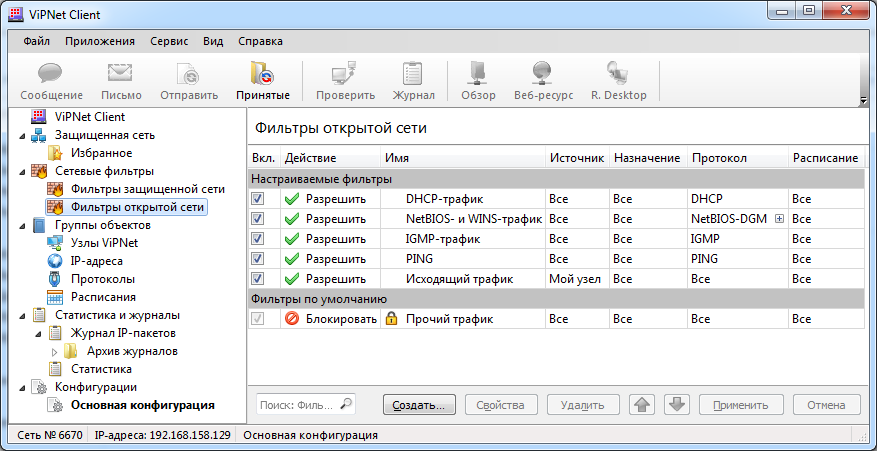 ViPNet Client
Файл Приложения Сервис Вид Справка
Сообщение Письмо Отправить Принятые Проверить Журнал Обзор Веб-ресурс R. Desktop
ViPNet Client
Защищенная сеть
Избранное
Сетевые фильтры
Фильтры защищенной сети
Фильтры открытой сети
Группы объектов
Узлы ViPNet
IP-адреса
Протоколы
Расписания
Статистика и журналы
Журнал IP-пакетов
Архив журналов
Статистика
Конфигурации
Основная конфигурация
Фильтры открытой сети
Вкл. Действие Имя Источник Назначение Протокол Расписание
Настраиваемые фильтры
Разрешить DHCP-трафик Все Все DHCP Все
Разрешить NetBIOS- и WINS-трафик Все Все NetBIOS-DGM Все
Разрешить IGMP-трафик Все Все IGMP Все
Разрешить PING Все Все PING Все
Разрешить Исходящий трафик Мой узел Все Все Все
Фильтры по умолчанию
Блокировать Прочий трафик Все Все Все Все
Поиск: Филь... Создать... Свойства Удалить Применить Отмена
Сеть № 6670 IP-адреса: 192.168.158.129 Основная конфигурация